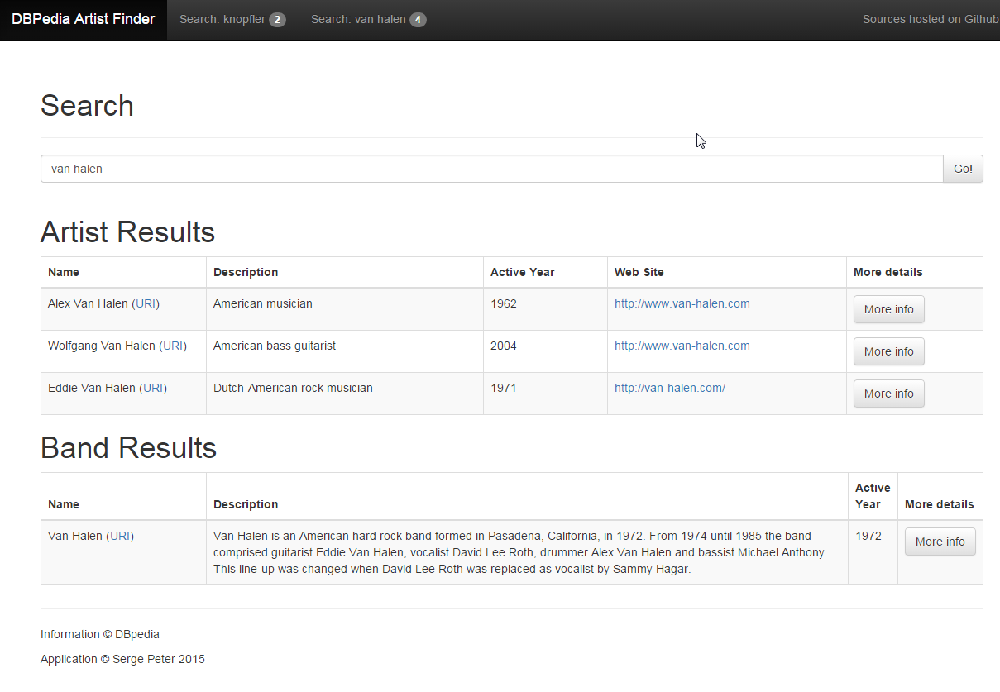 DBPedia Artist Finder Search: knopfler 2 Search: van halen 4 Sources hosted on Github
Search
van halen Go!
Artist Results
Name Description Active Year Web Site More details
Alex Van Halen (URI) American musician 1962 http://www.van-halen.com More info
Wolfgang Van Halen (URI) American bass guitarist 2004 http://www.van-halen.com More info
Eddie Van Halen (URI) Dutch-American rock musician 1971 http://van-halen.com/ More info
Band Results
Name Description Active Year More details
Van Halen (URI) Van Halen is an American hard rock band formed in Pasadena, California, in 1972. From 1974 until 1985 the band 1972 More info
comprised guitarist Eddie Van Halen, vocalist David Lee Roth, drummer Alex Van Halen and bassist Michael Anthony.
This line-up was changed when David Lee Roth was replaced as vocalist by Sammy Hagar.
Information © DBpedia
Application © Serge Peter 2015